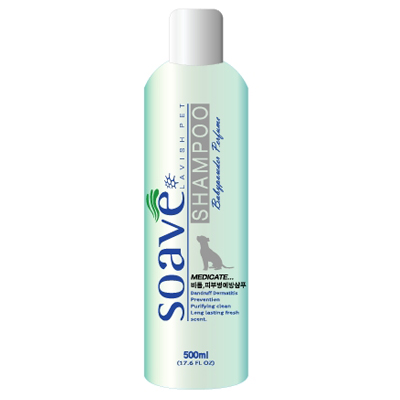 soavé
LAVISH PET
SHAMPOO
Babypowder Perfume
MEDICATE...
비듬,피부병예방샴푸
Dandruff Dermatitis
Prevention
Purifying clean
Long lasting fresh
scent.
500ml
(17.6 FL OZ)